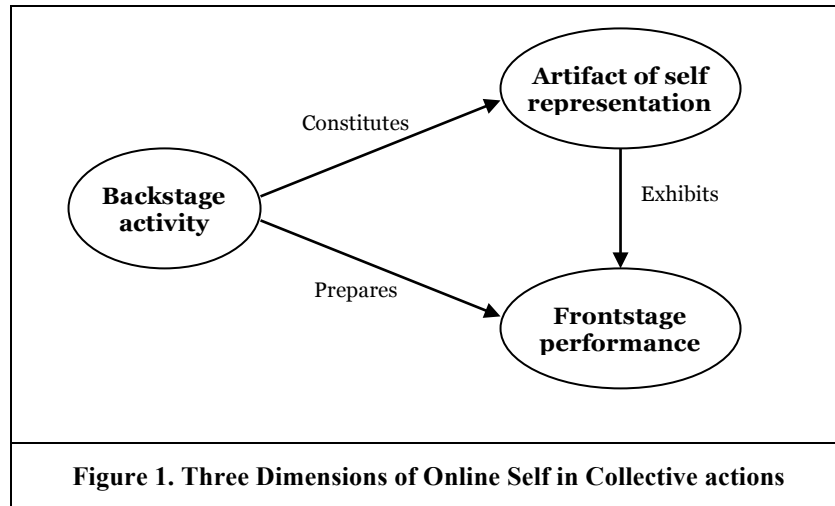 Artifact of self
representation
Constitutes
Backstage
activity
Exhibits
Prepares
Frontstage
performance
Figure 1. Three Dimensions of Online Self in Collective actions